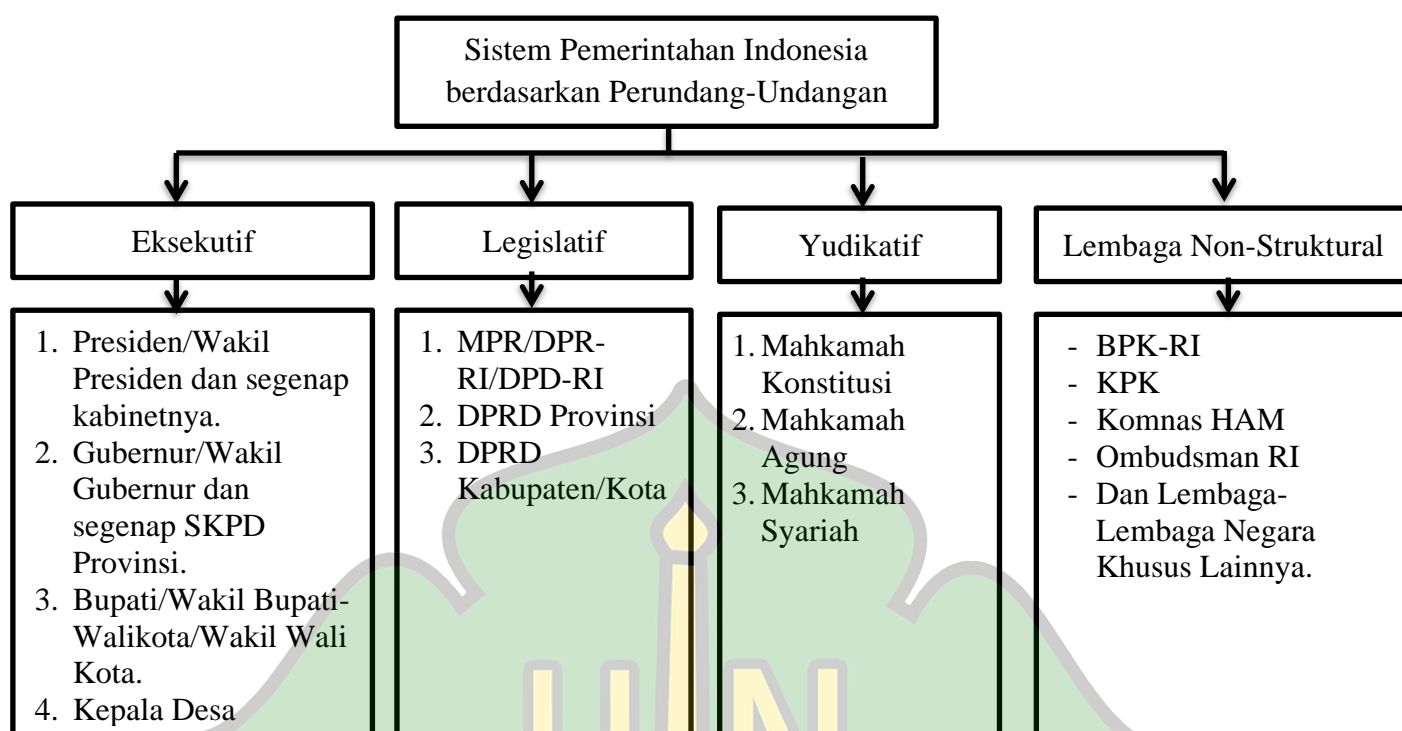 Sistem Pemerintahan Indonesia
berdasarkan Perundang-Undangan
Eksekutif
Legislatif
Yudikatif
Lembaga Non-Struktural
1. Presiden/Wakil
Presiden dan segenap
kabinetnya.
2. Gubernur/Wakil
Gubernur dan
segenap SKPD
Provinsi.
3. Bupati/Wakil Bupati-
Walikota/Wakil Wali
Kota.
4. Kepala Desa
1. MPR/DPR-
RI/DPD-RI
2. DPRD Provinsi
3. DPRD
Kabupaten/Kota
1. Mahkamah
Konstitusi
2. Mahkamah
Agung
3. Mahkamah
Syariah
- BPK-RI
- KPK
- Komnas HAM
- Ombudsman RI
- Dan Lembaga-
Lembaga Negara
Khusus Lainnya.
UIN